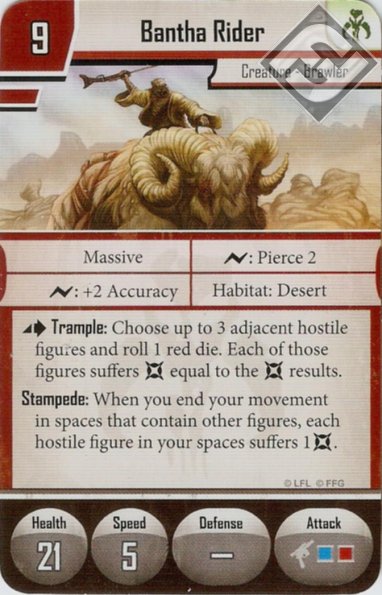 9
Bantha Rider
Creature - Brawler
Massive
: Pierce 2
: +2 Accuracy
Habitat: Desert
Trample: Choose up to 3 adjacent hostile
figures and roll 1 red die. Each of those
figures suffers equal to the results.
Stampede: When you end your movement
in spaces that contain other figures, each
hostile figure in your spaces suffers 1 .
© LFL © FFG
Health
Speed
Defense
Attack
21
5
–